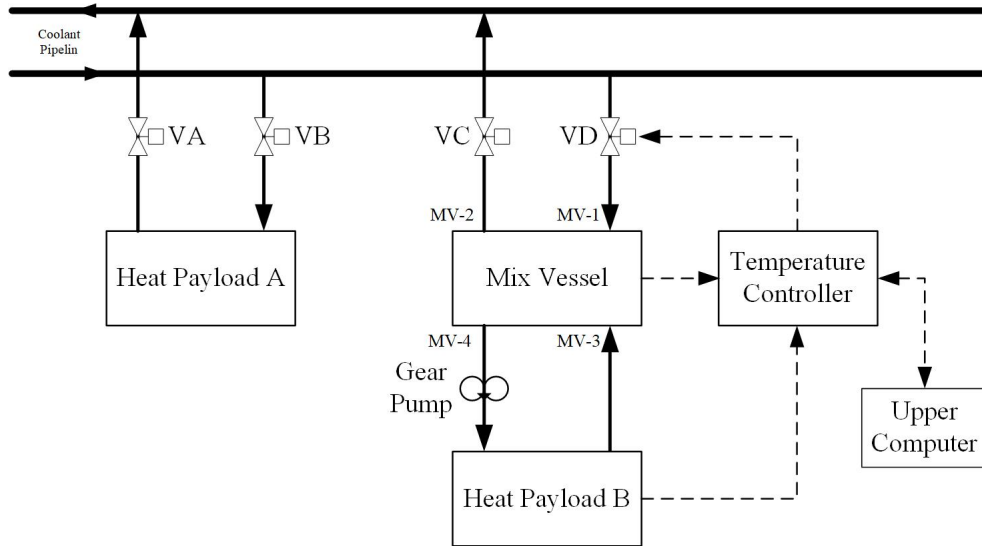 Coolant
Pipelin
VA
VB
VC
VD
MV-2
MV-1
Heat Payload A
Mix Vessel
Temperature
Controller
MV-4
MV-3
Gear
Pump
Upper
Computer
Heat Payload B